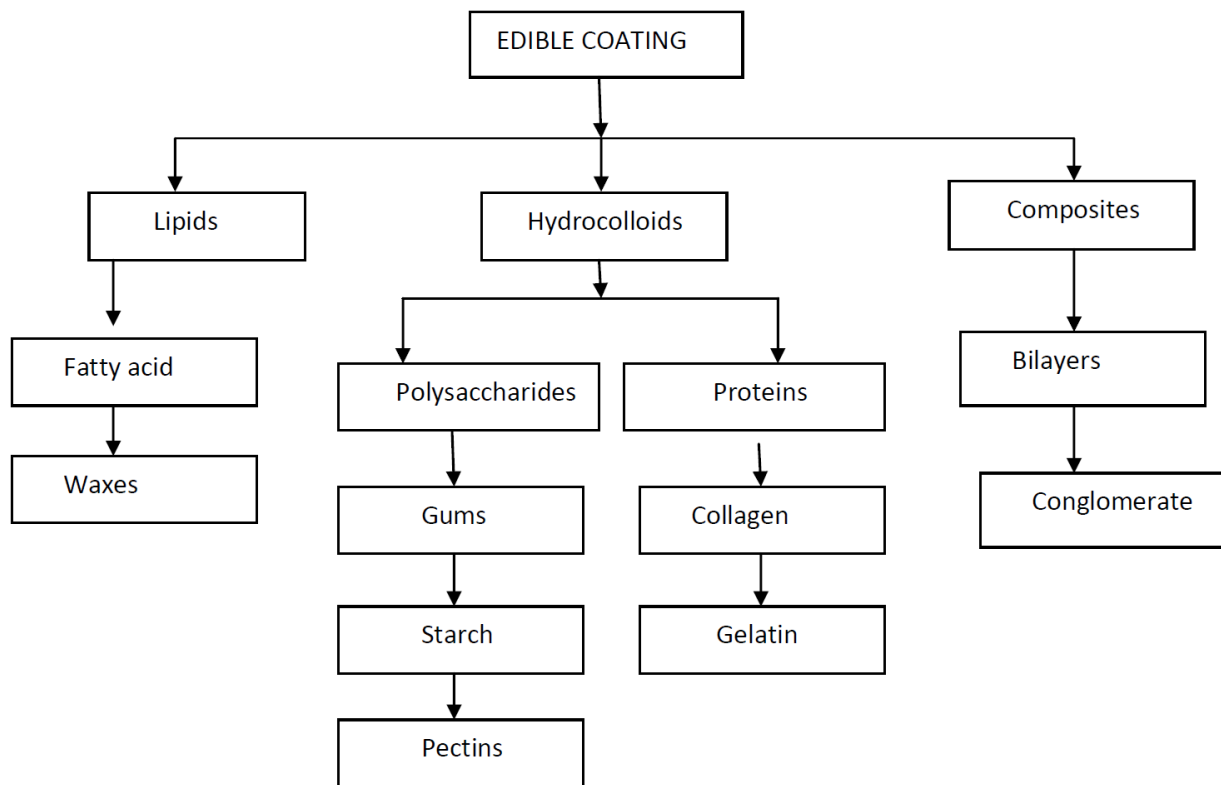 EDIBLE COATING
Lipids
Hydrocolloids
Composites
Fatty acid
Polysaccharides
Proteins
Bilayers
Waxes
Gums
Collagen
Conglomerate
Starch
Gelatin
Pectins